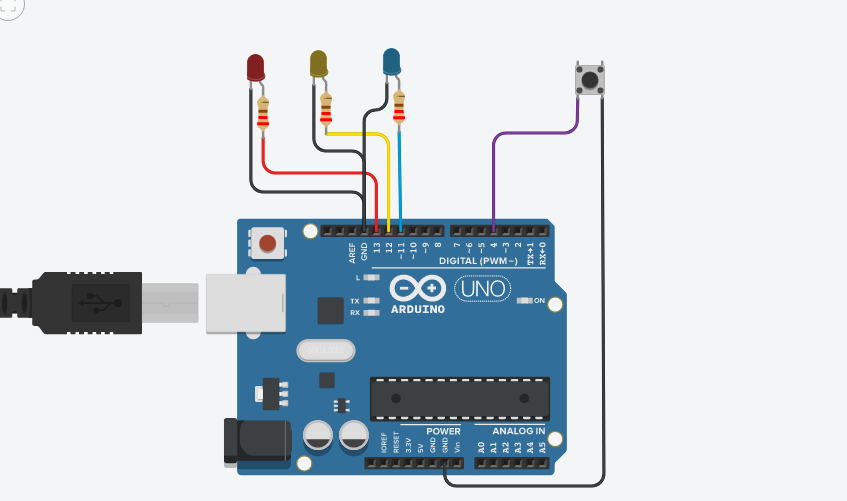 AREF
GND
13
12
~11
~10
~9
8
7
~6
~5
4
~3
2
TX→1
RX←0
DIGITAL (PWM~)
L
TX
RX
ARDUINO
UNO
ON
POWER
ANALOG IN
IOREF
RESET
3.3V
5V
GND
GND
Vin
A0
A1
A2
A3
A4
A5